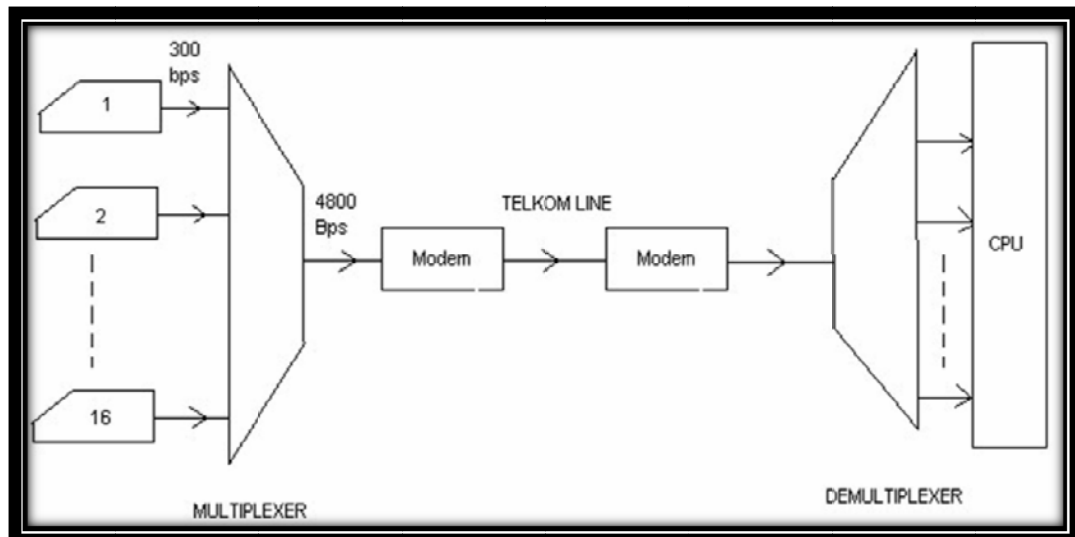 300
bps
1
2
16
4800
Bps
TELKOM LINE
Modem
Modem
CPU
MULTIPLEXER
DEMULTIPLEXER